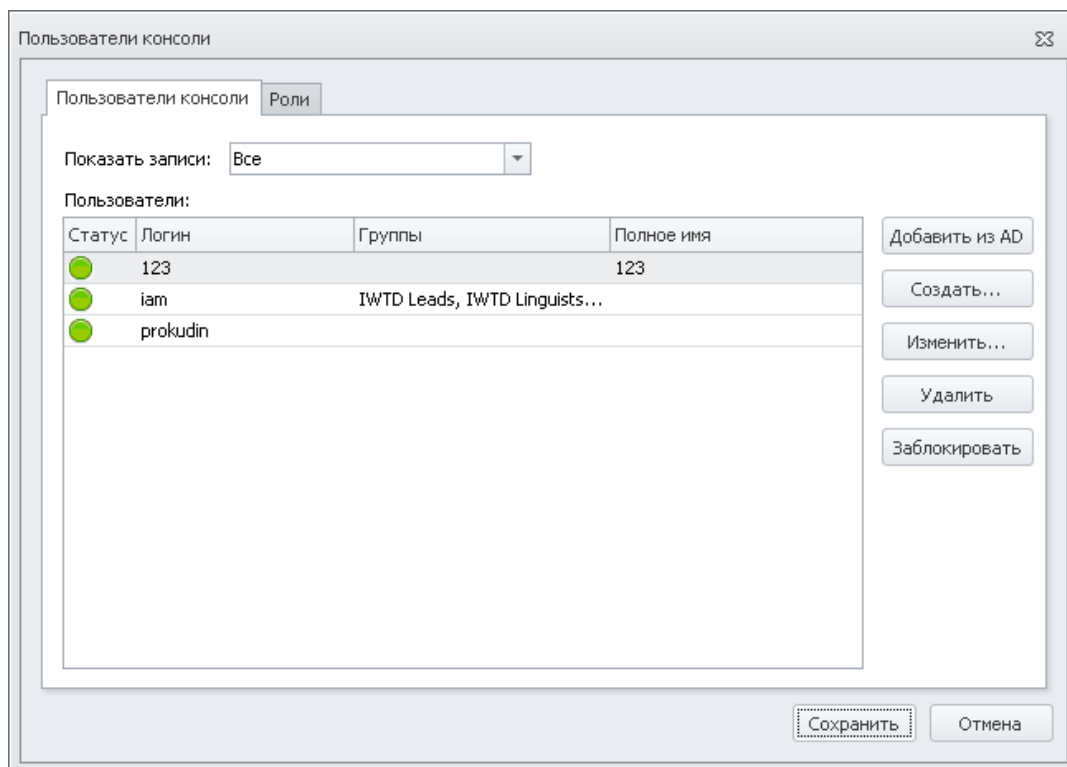 Пользователи консоли
Пользователи консоли Роли
Показать записи: Все
Пользователи:
Статус Логин Группы Полное имя
123 123
iam IWTD Leads, IWTD Linguists...
prokudin
Добавить из AD
Создать...
Изменить...
Удалить
Заблокировать
Сохранить Отмена